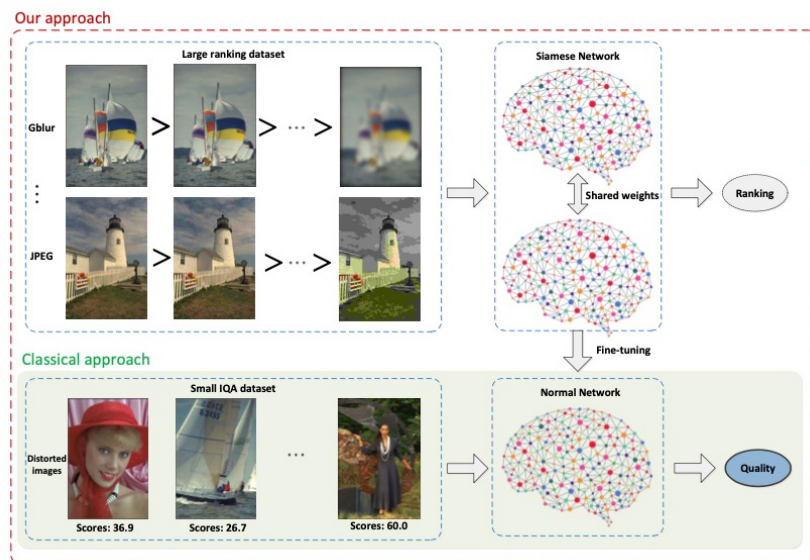 Our approach
Large ranking dataset
Siamese Network
Gblur
> > ... >
Shared weights
Ranking
JPEG
> > ... >
Fine-tuning
Classical approach
Small IQA dataset
Normal Network
Distorted
images
...
Quality
Scores: 36.9
Scores: 26.7
Scores: 60.0